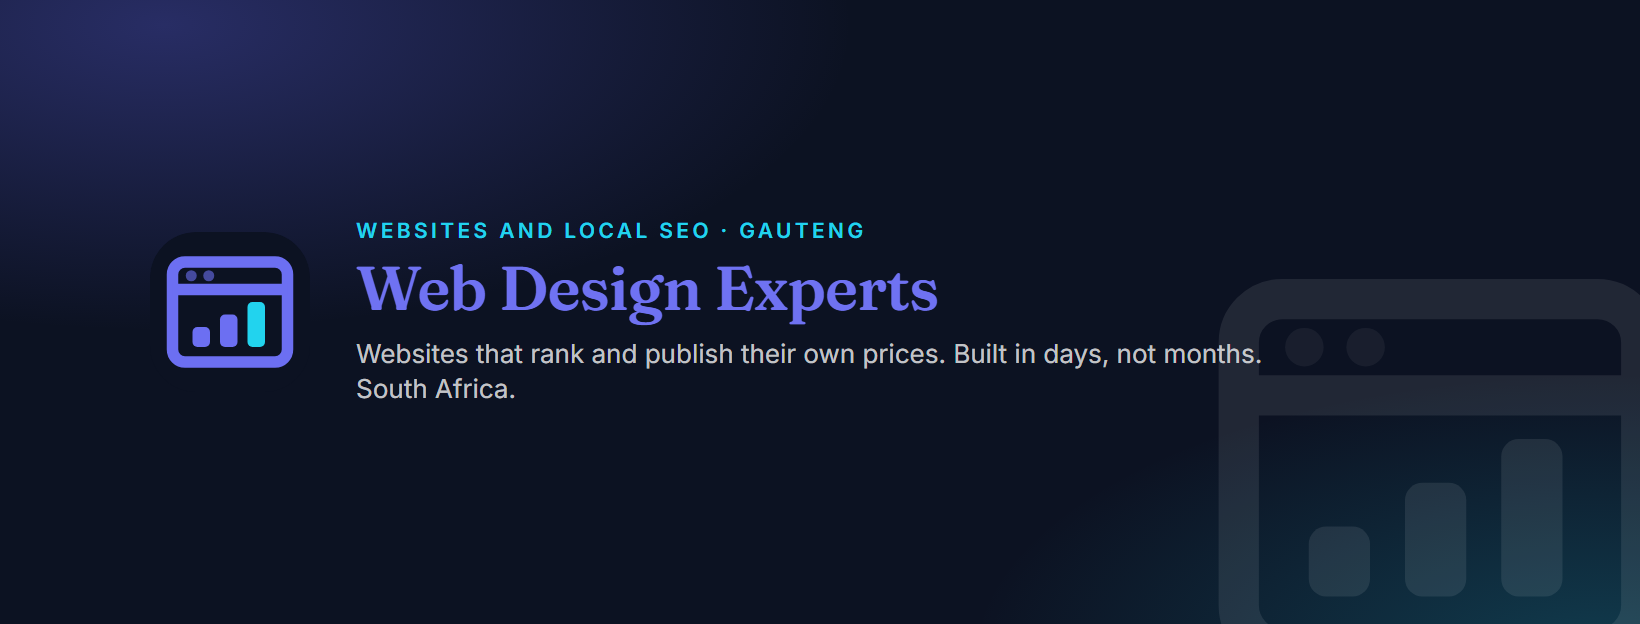 WEBSITES AND LOCAL SEO · GAUTENG
Web Design Experts
Websites that rank and publish their own prices. Built in days, not months.
South Africa.